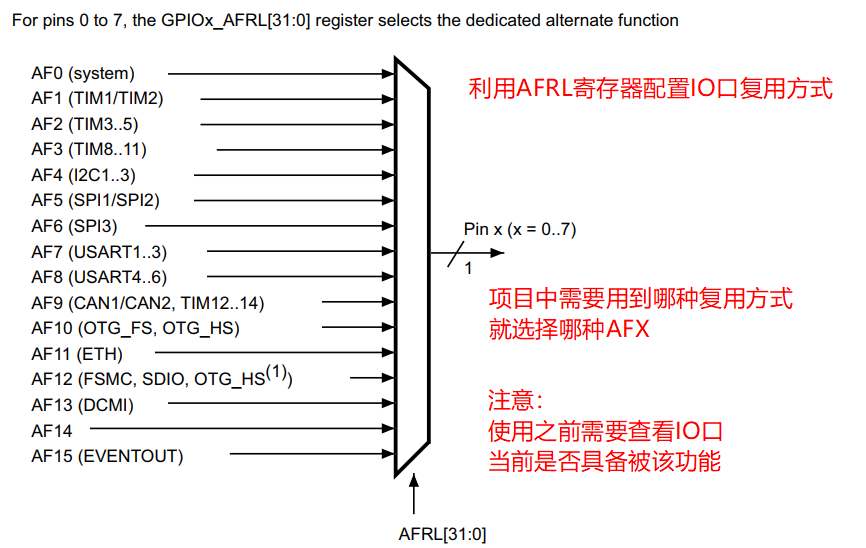 For pins 0 to 7, the GPIOx_AFRL[31:0] register selects the dedicated alternate function
AF0 (system)
AF1 (TIM1/TIM2)
AF2 (TIM3..5)
AF3 (TIM8..11)
AF4 (I2C1..3)
AF5 (SPI1/SPI2)
AF6 (SPI3)
AF7 (USART1..3)
AF8 (USART4..6)
AF9 (CAN1/CAN2, TIM12..14)
AF10 (OTG_FS, OTG_HS)
AF11 (ETH)
AF12 (FSMC, SDIO, OTG_HS(1))
AF13 (DCMI)
AF14
AF15 (EVENTOUT)
利用AFRL寄存器配置IO口复用方式
Pin x (x = 0..7)
1
项目中需要用到哪种复用方式
就选择哪种AFX
注意：
使用之前需要查看IO口
当前是否具备被该功能
AFRL[31:0]